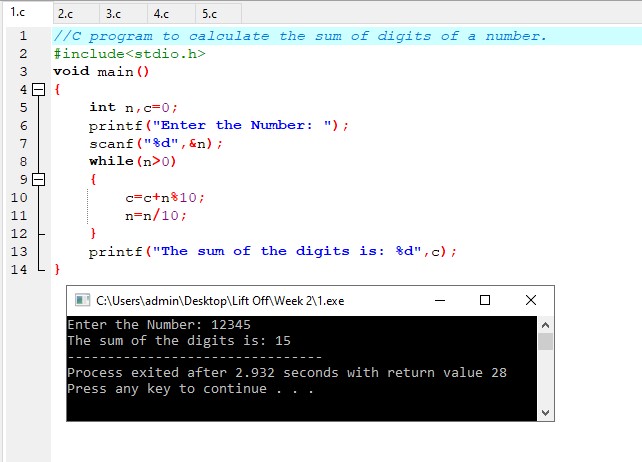 1.c 2.c 3.c 4.c 5.c
1 //C program to calculate the sum of digits of a number.
2 #include<stdio.h>
3 void main()
4 {
5 int n,c=0;
6 printf("Enter the Number: ");
7 scanf("%d",&n);
8 while(n>0)
9 {
10 c=c+n%10;
11 n=n/10;
12 }
13 printf("The sum of the digits is: %d",c);
14 }
C:\Users\admin\Desktop\Lift Off\Week 2\1.exe
Enter the Number: 12345
The sum of the digits is: 15
--------------------------------
Process exited after 2.932 seconds with return value 28
Press any key to continue . . .